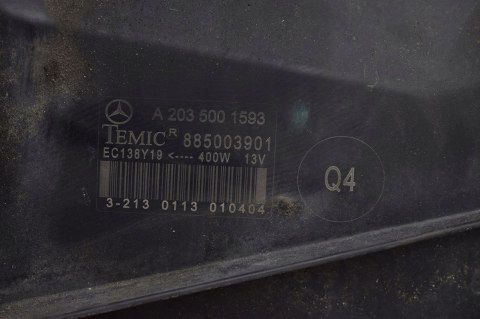 A 203 500 1593
TEMIC R 885003901
EC138Y19 <---- 400W 13V
3-213 0113 010404
Q4